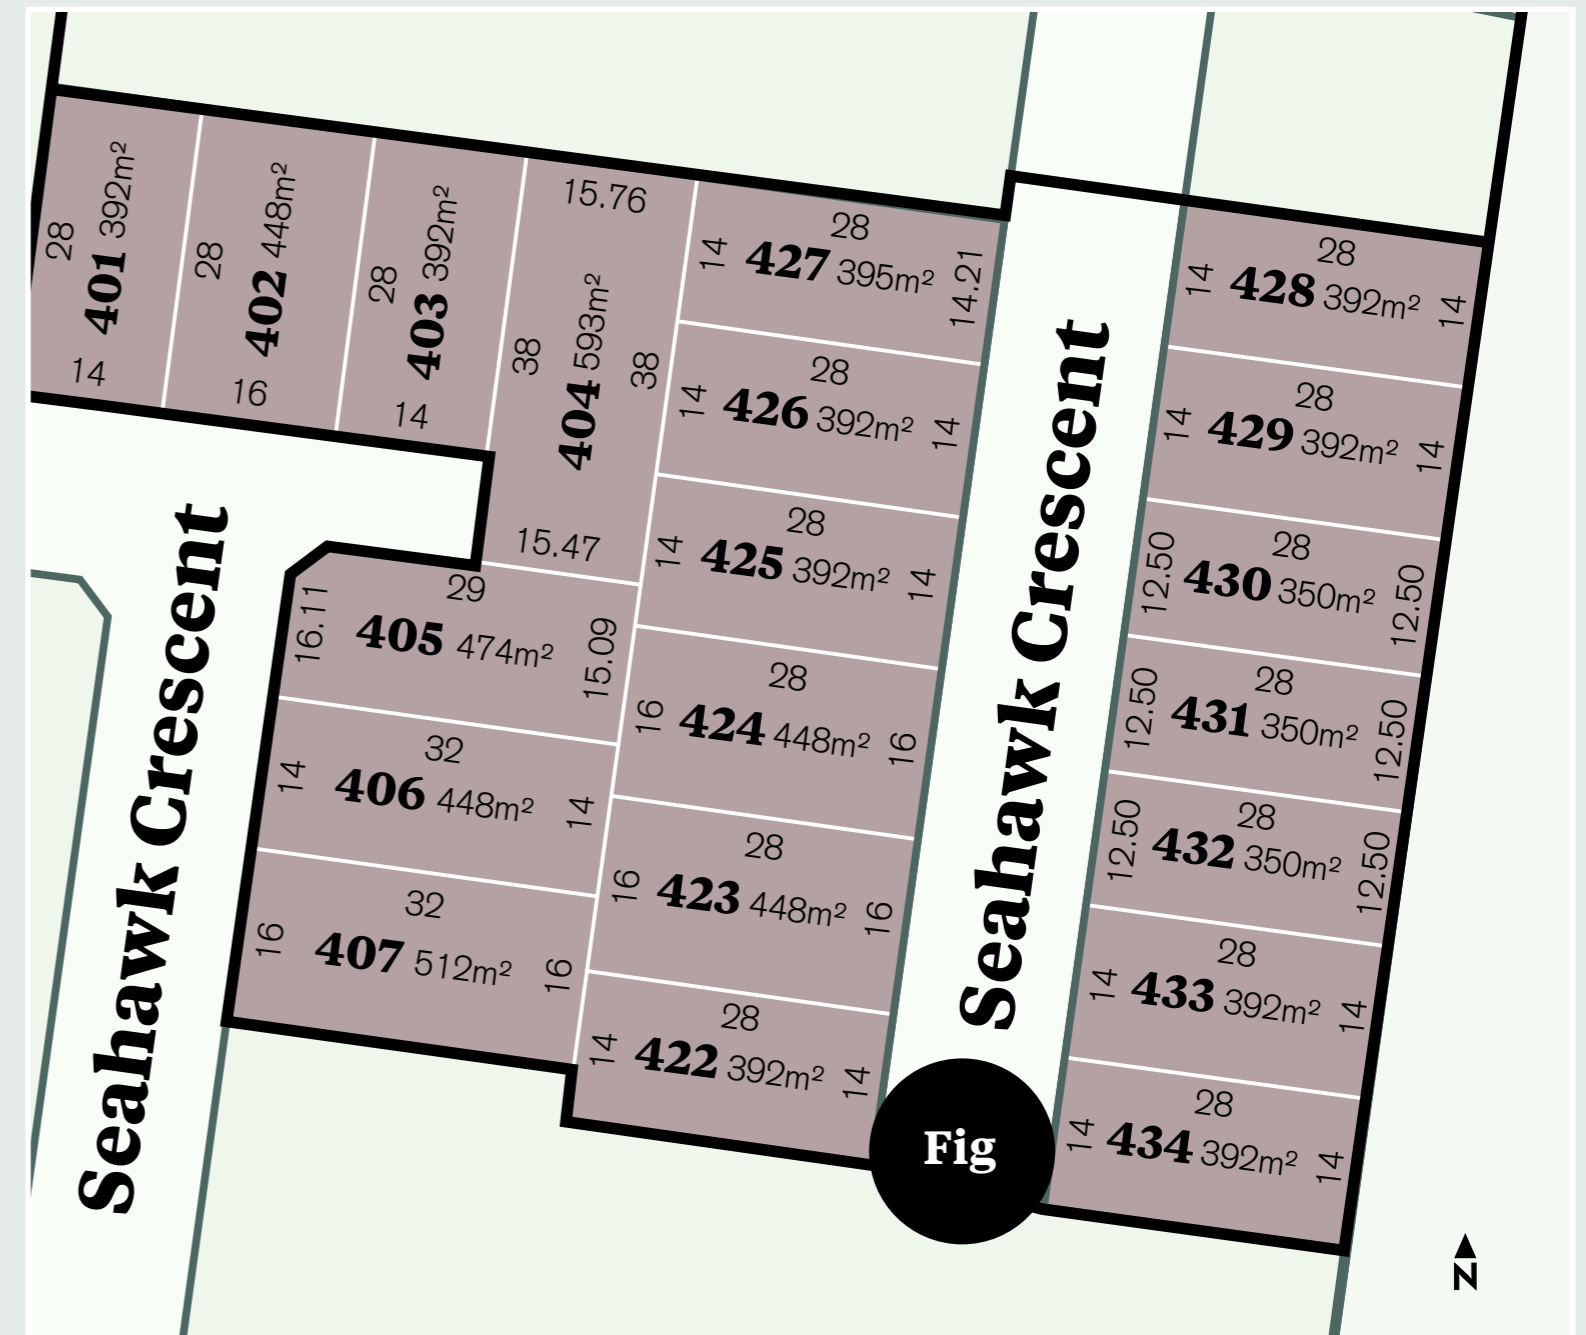 28
401 392m²
14
28
402 448m²
16
28
403 392m²
14
15.76
38
404 593m²
38
15.47
28
14
427 395m²
14.21
28
14
426 392m²
14
28
14
425 392m²
14
28
16
424 448m²
16
28
16
423 448m²
16
28
14
422 392m²
14
29
16.11
405 474m²
15.09
32
14
406 448m²
14
32
16
407 512m²
16
Seahawk Crescent
Seahawk Crescent
28
14
428 392m²
14
28
14
429 392m²
14
28
12.50
430 350m²
12.50
28
12.50
431 350m²
12.50
28
12.50
432 350m²
12.50
28
14
433 392m²
14
28
14
434 392m²
14
Fig
N